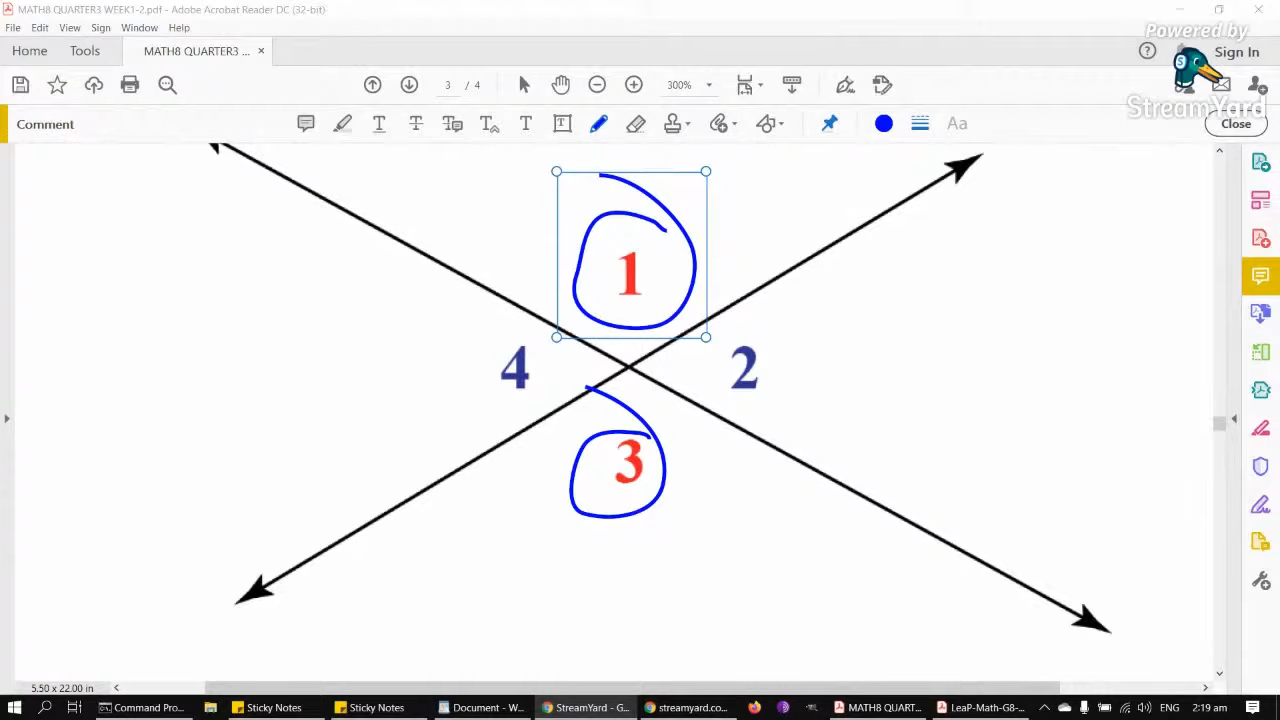 MATH8 QUARTER3 WEEK1-2.pdf - Adobe Acrobat Reader DC (32-bit)
File Edit View Sign Window Help
Powered by
Home Tools MATH8 QUARTER3 ... × Sign In
3 / 4 300%
StreamYard
Comment Aa Close
1
4 2
3
5.50 x 22.00 in
Command Pro... Sticky Notes Sticky Notes Document - W... StreamYard - G... streamyard.co... MATH8 QUART... LeaP-Math-G8-... 2:19 am